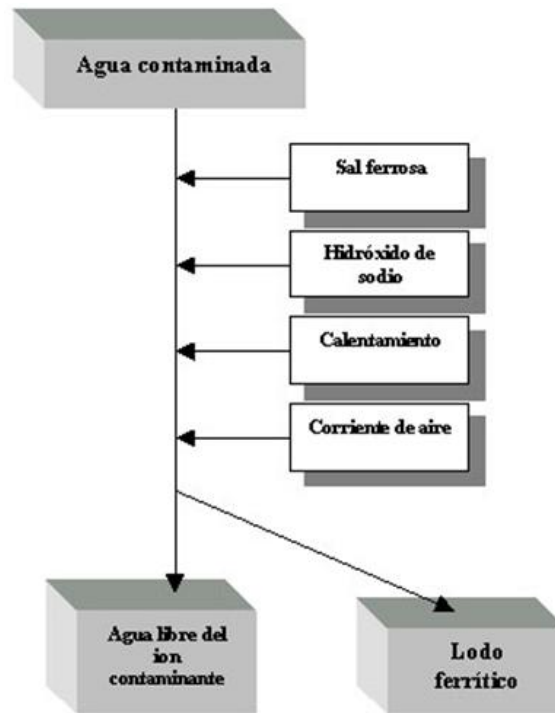 Agua contaminada
Sal ferrosa
Hidróxido de
sodio
Calentamiento
Corriente de aire
Agua libre del
ion
contaminante
Lodo
ferrítico